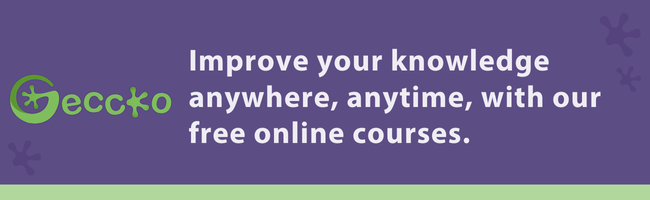 Geccko
Improve your knowledge
anywhere, anytime, with our
free online courses.